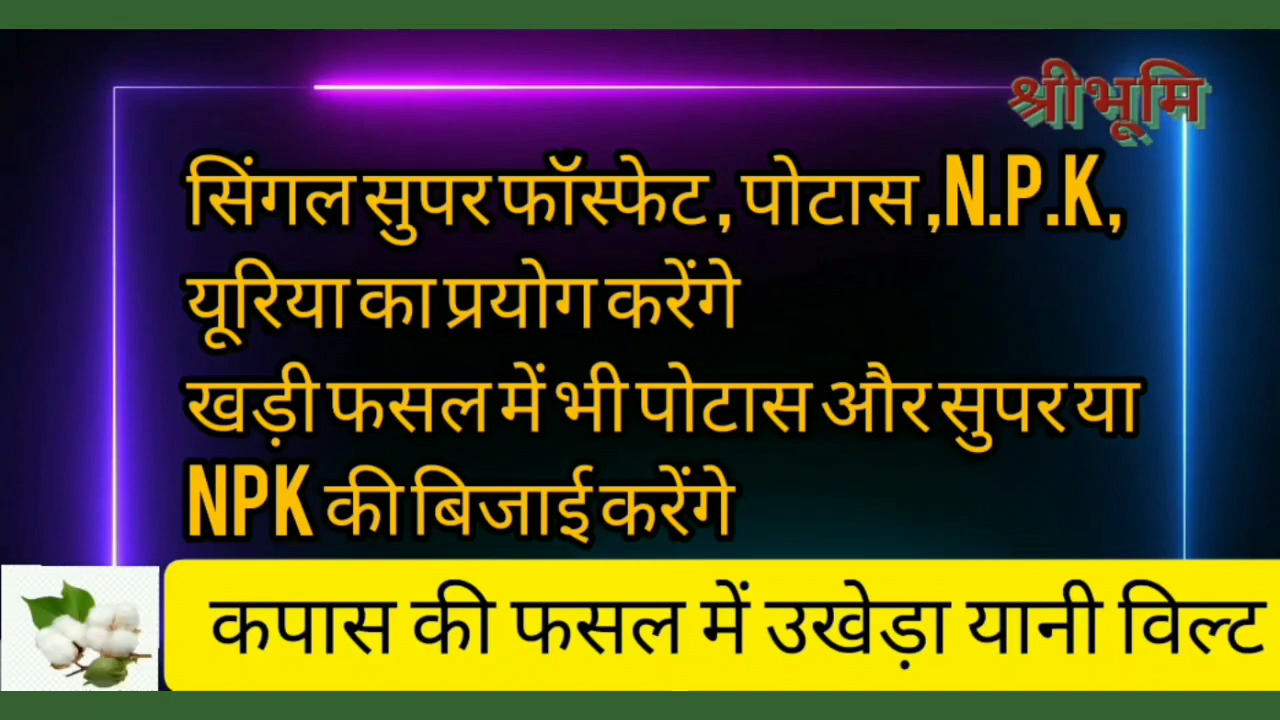 श्रीभूमि
सिंगल सुपर फॉस्फेट , पोटास ,N.P.K,
यूरिया का प्रयोग करेंगे
खड़ी फसल में भी पोटास और सुपर या
NPK की बिजाई करेंगे
कपास की फसल में उखेड़ा यानी विल्ट